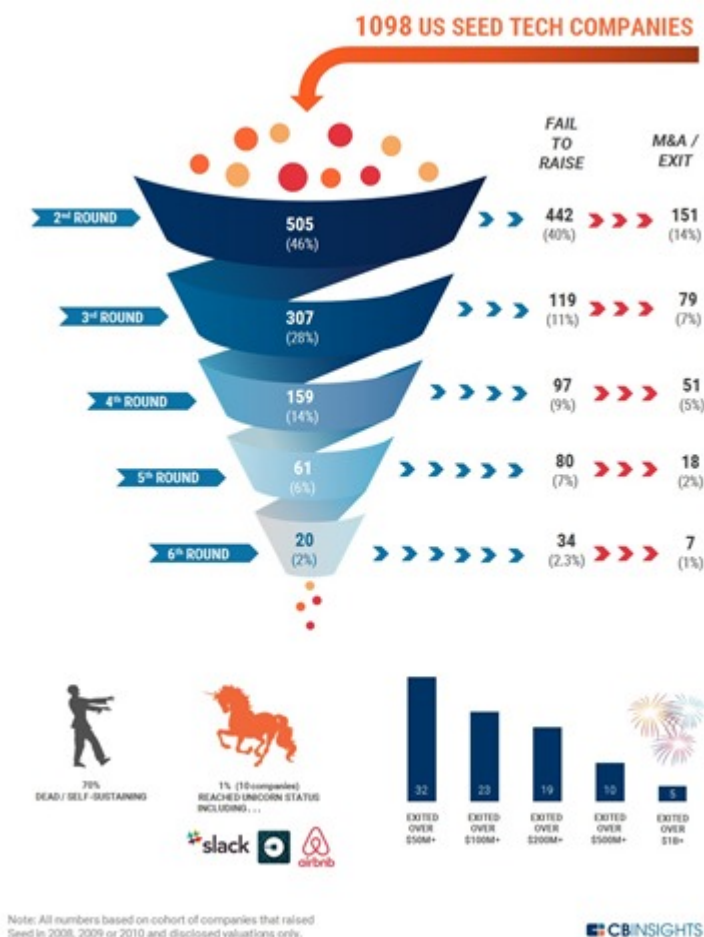 1098 US SEED TECH COMPANIES
FAIL
TO
RAISE
M&A /
EXIT
2nd ROUND
505
(46%)
442
(40%)
151
(14%)
3rd ROUND
307
(28%)
119
(11%)
79
(7%)
4th ROUND
159
(14%)
97
(9%)
51
(5%)
5th ROUND
61
(6%)
80
(7%)
18
(2%)
6th ROUND
20
(2%)
34
(2.3%)
7
(1%)
70%
DEAD / SELF-SUSTAINING
1% (10 companies)
REACHED UNICORN STATUS
INCLUDING . . .
slack
airbnb
32
23
19
10
5
EXITED
OVER
$50M+
EXITED
OVER
$100M+
EXITED
OVER
$200M+
EXITED
OVER
$500M+
EXITED
OVER
$1B+
Note: All numbers based on cohort of companies that raised
Seed in 2008, 2009 or 2010 and disclosed valuations only.
CBINSIGHTS